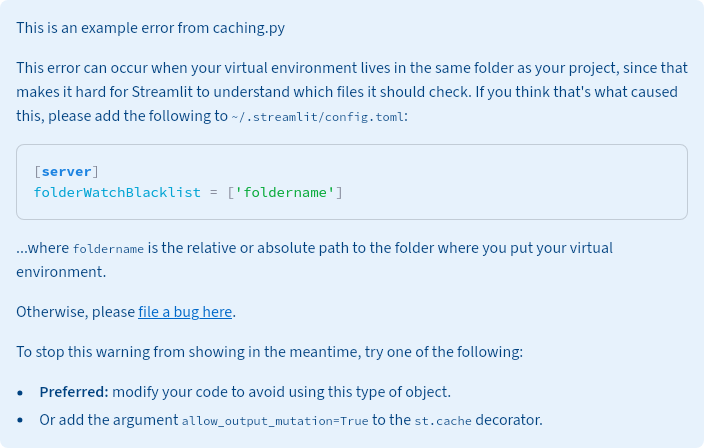 This is an example error from caching.py
This error can occur when your virtual environment lives in the same folder as your project, since that
makes it hard for Streamlit to understand which files it should check. If you think that's what caused
this, please add the following to ~/.streamlit/config.toml:
[server]
folderWatchBlacklist = ['foldername']
...where foldername is the relative or absolute path to the folder where you put your virtual
environment.
Otherwise, please file a bug here.
To stop this warning from showing in the meantime, try one of the following:
• Preferred: modify your code to avoid using this type of object.
• Or add the argument allow_output_mutation=True to the st.cache decorator.